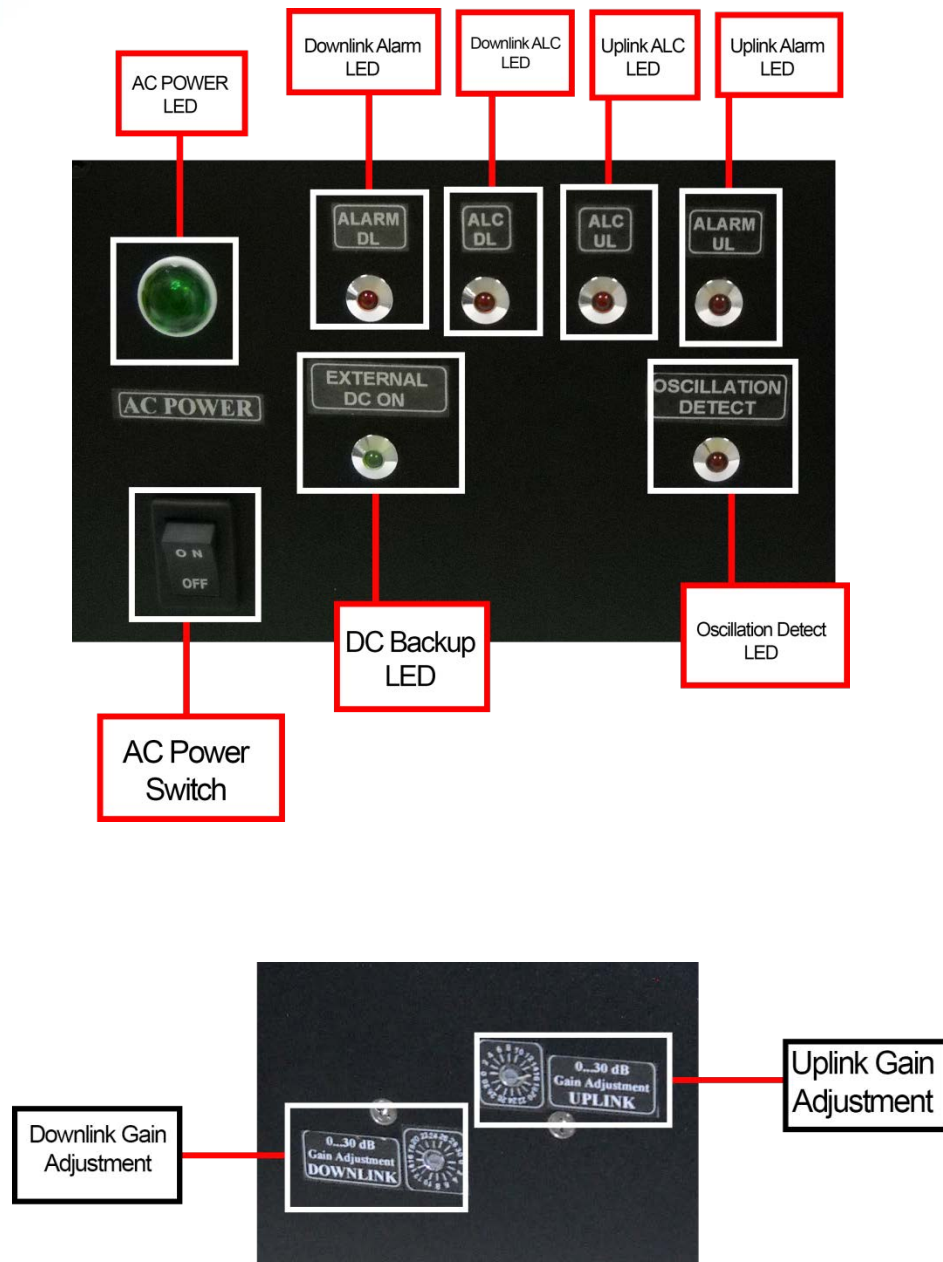 Downlink Alarm
LED
Downlink ALC
LED
Uplink ALC
LED
Uplink Alarm
LED
AC POWER
LED
ALARM
DL
ALC
DL
ALC
UL
ALARM
UL
EXTERNAL
DC ON
OSCILLATION
DETECT
AC POWER
ON
OFF
DC Backup
LED
Oscillation Detect
LED
AC Power
Switch
0...30 dB
Gain Adjustment
UPLINK
Uplink Gain
Adjustment
Downlink Gain
Adjustment
0...30 dB
Gain Adjustment
DOWNLINK